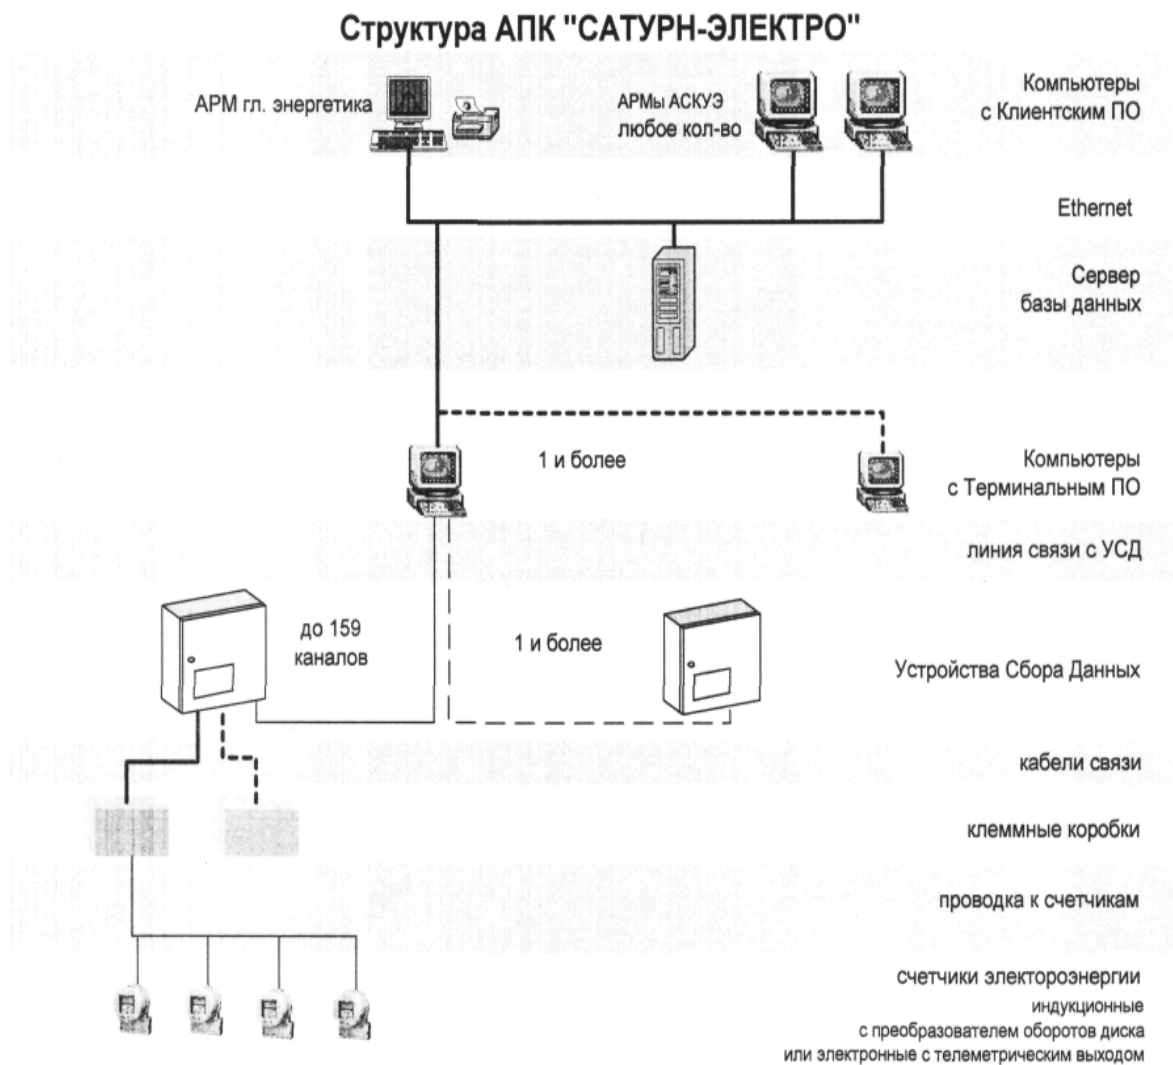 Структура АПК "САТУРН-ЭЛЕКТРО"
АРМ гл. энергетика
АРМы АСКУЭ
любое кол-во
Компьютеры
с Клиентским ПО
Ethernet
Сервер
базы данных
1 и более
Компьютеры
с Терминальным ПО
линия связи с УСД
до 159
каналов
1 и более
Устройства Сбора Данных
кабели связи
клеммные коробки
проводка к счетчикам
счетчики электороэнергии
индукционные
с преобразователем оборотов диска
или электронные с телеметрическим выходом